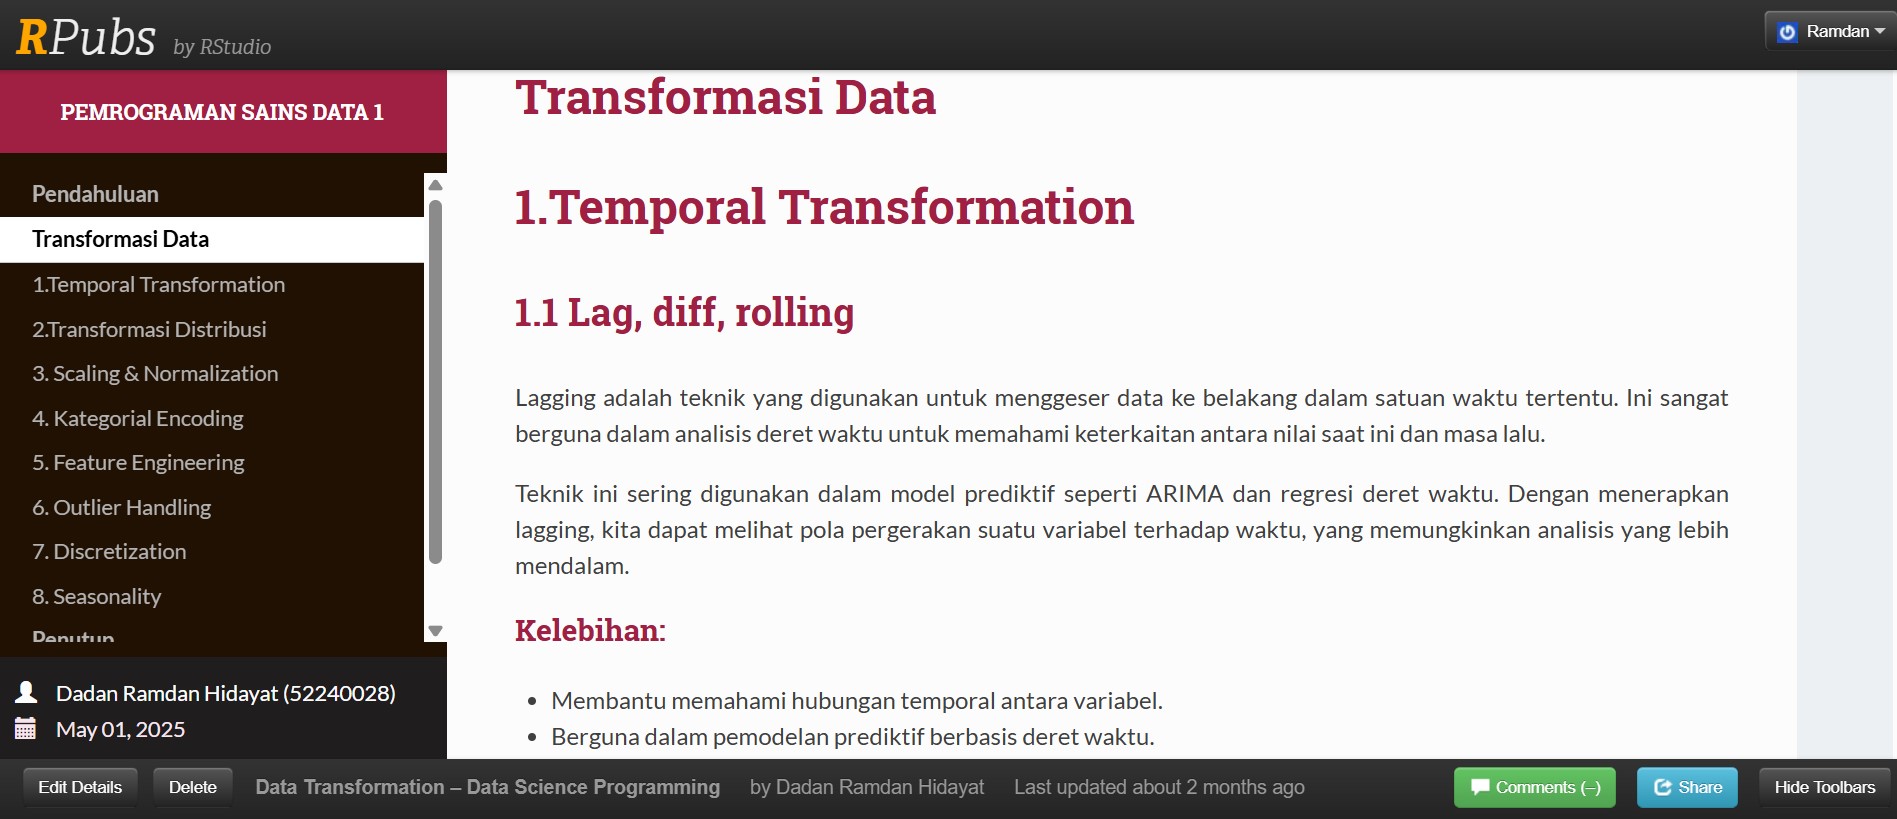 RPubs by RStudio
Ramdan
PEMROGRAMAN SAINS DATA 1
Pendahuluan
Transformasi Data
1.Temporal Transformation
2.Transformasi Distribusi
3. Scaling & Normalization
4. Kategorial Encoding
5. Feature Engineering
6. Outlier Handling
7. Discretization
8. Seasonality
Penutup
Dadan Ramdan Hidayat (52240028)
May 01, 2025
Transformasi Data
1.Temporal Transformation
1.1 Lag, diff, rolling
Lagging adalah teknik yang digunakan untuk menggeser data ke belakang dalam satuan waktu tertentu. Ini sangat
berguna dalam analisis deret waktu untuk memahami keterkaitan antara nilai saat ini dan masa lalu.
Teknik ini sering digunakan dalam model prediktif seperti ARIMA dan regresi deret waktu. Dengan menerapkan
lagging, kita dapat melihat pola pergerakan suatu variabel terhadap waktu, yang memungkinkan analisis yang lebih
mendalam.
Kelebihan:
• Membantu memahami hubungan temporal antara variabel.
• Berguna dalam pemodelan prediktif berbasis deret waktu.
Edit Details
Delete
Data Transformation – Data Science Programming
by Dadan Ramdan Hidayat
Last updated about 2 months ago
Comments (–)
Share
Hide Toolbars